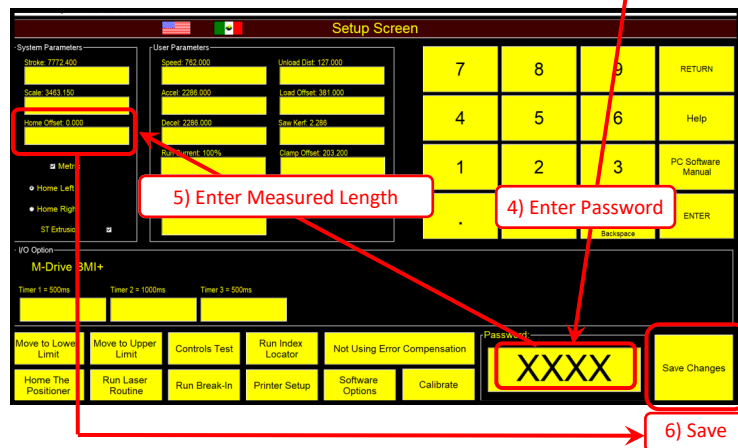 Setup Screen
System Parameters
Stroke: 7772.400
Scale: 3463.150
Home Offset: 0.000
Metric
Home Left
Home Right
ST Extrusion
User Parameters
Speed: 762.000
Unload Dist: 127.000
Accel: 2286.000
Load Offset: 381.000
Decel: 2286.000
Saw Kerf: 2.286
Run Current: 100%
Clamp Offset: 203.200
7
8
9
RETURN
4
5
6
Help
1
2
3
PC Software
Manual
.
Backspace
ENTER
5) Enter Measured Length
4) Enter Password
I/O Option
M-Drive BMI+
Timer 1 = 500ms
Timer 2 = 1000ms
Timer 3 = 500ms
Move to Lower
Limit
Move to Upper
Limit
Controls Test
Run Index
Locator
Not Using Error Compensation
Home The
Positioner
Run Laser
Routine
Run Break-In
Printer Setup
Software
Options
Calibrate
Password:
XXXX
Save Changes
6) Save